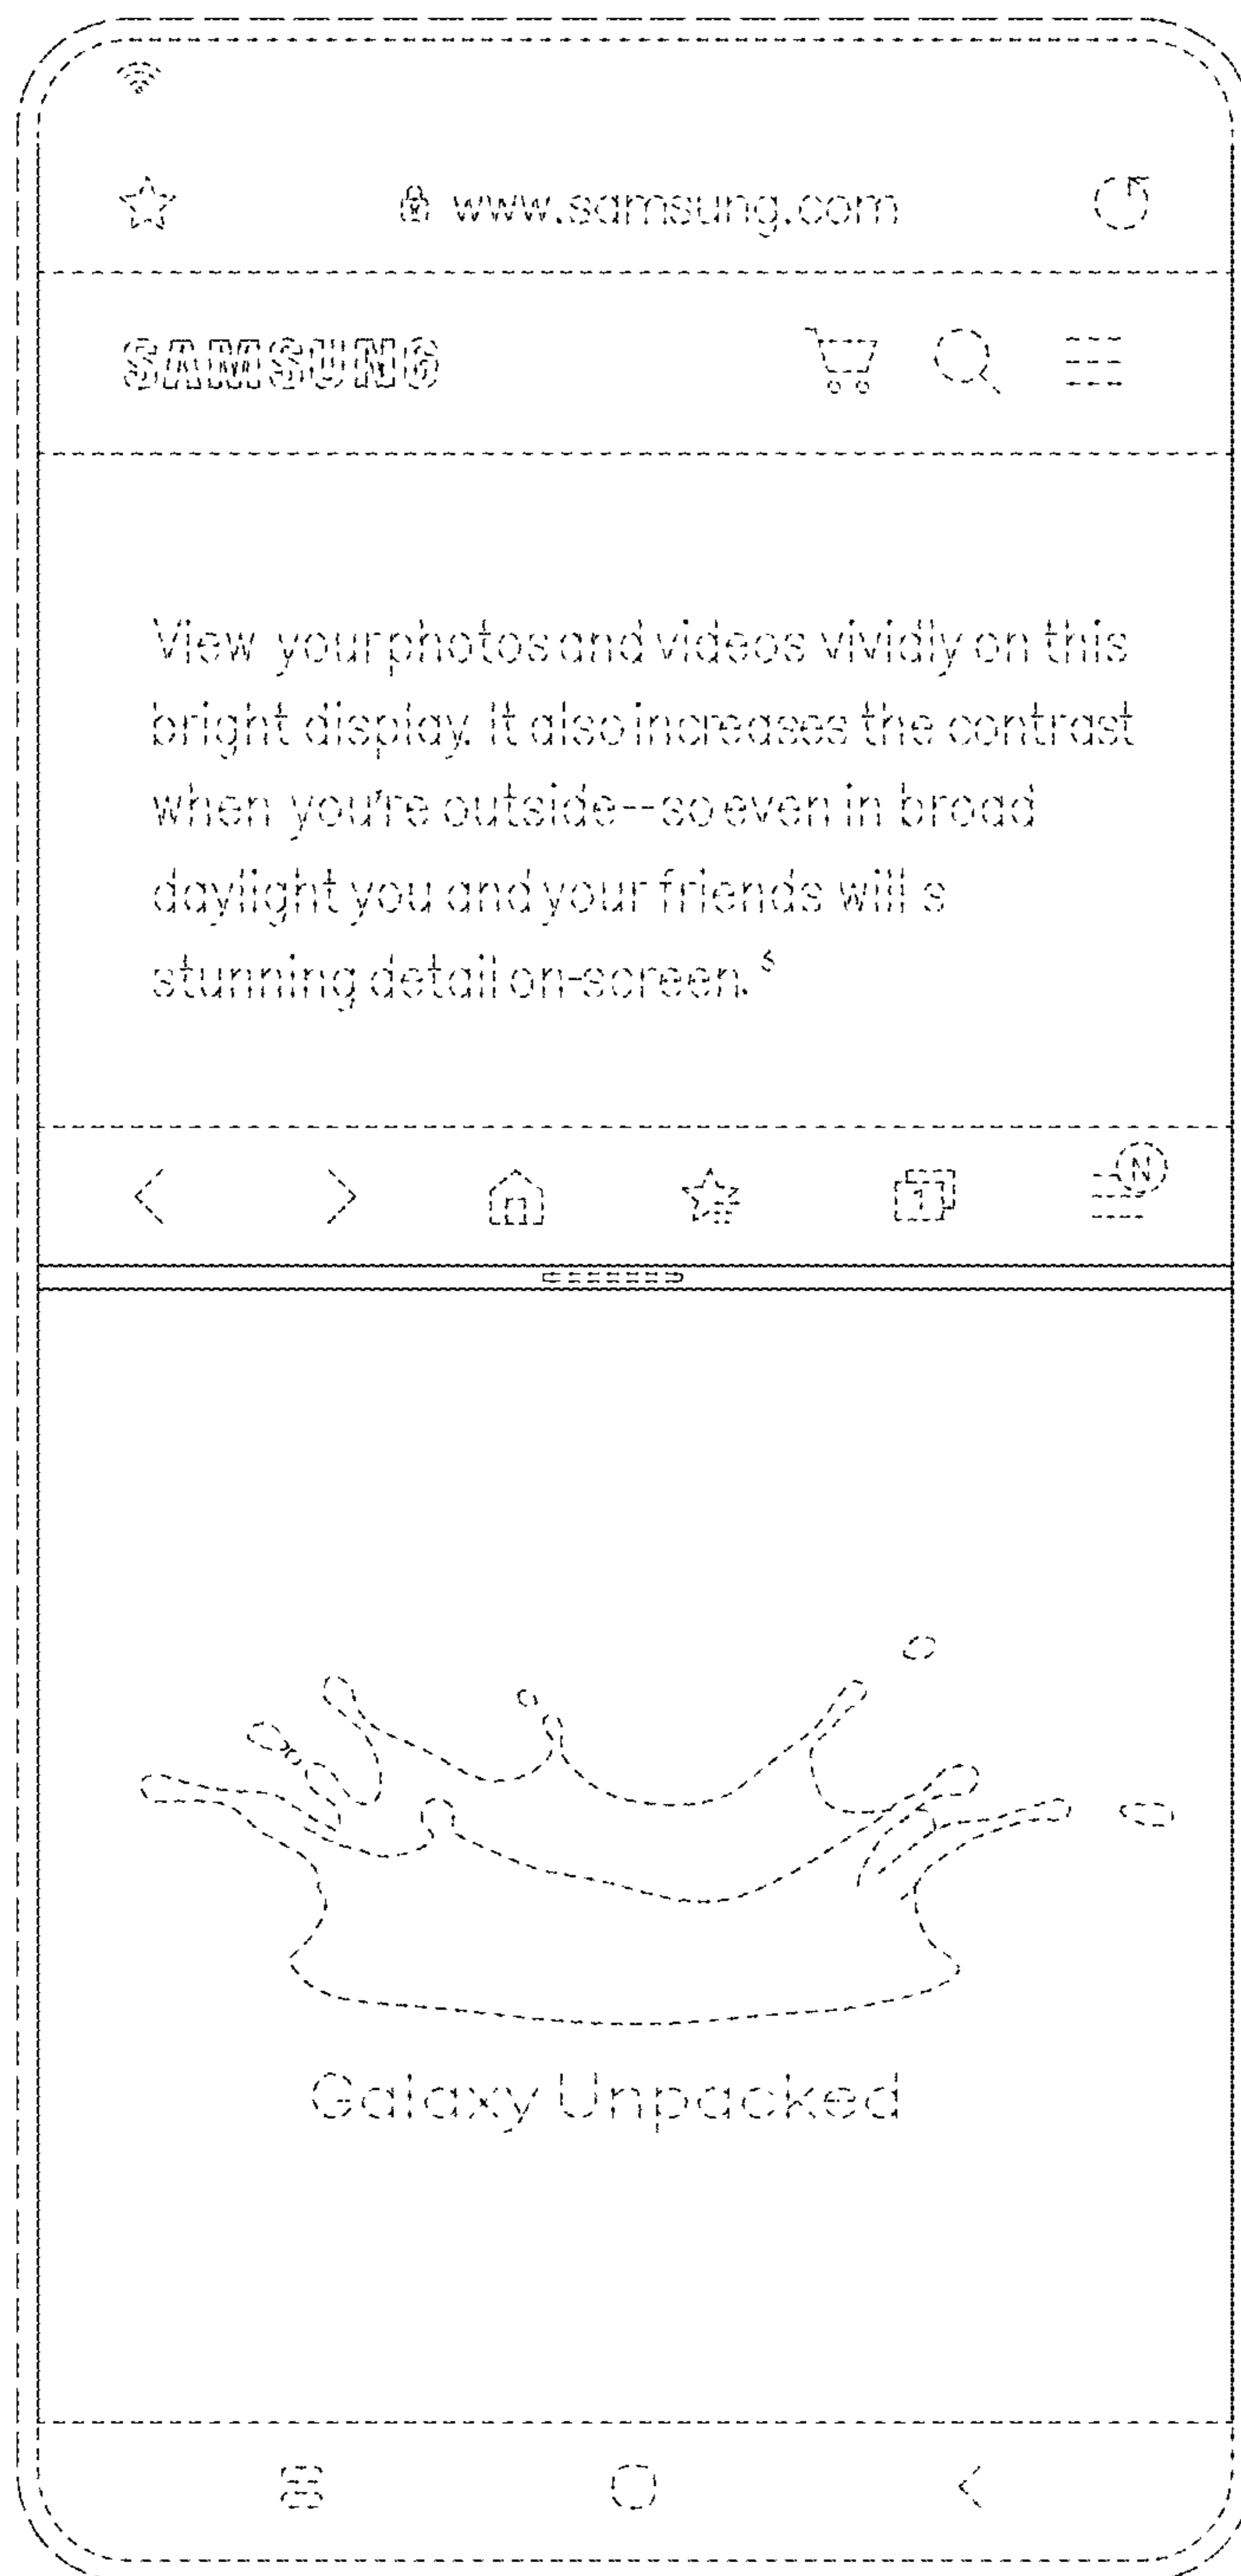 www.samsung.com
SAMSUNG
View your photos and videos vividly on this
bright display. It also increases the contrast
when you're outside--so even in broad
daylight you and your friends will s
stunning detail on-screen. 5
1
N
Galaxy Unpacked